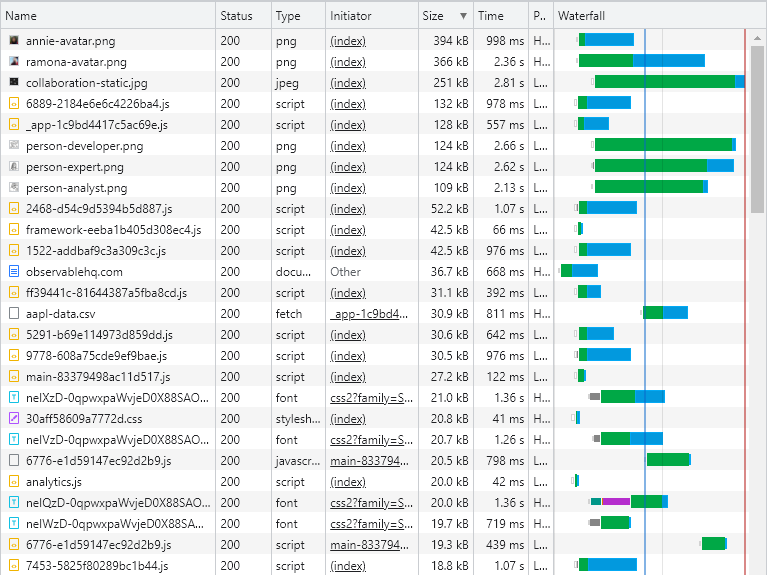 Name Status Type Initiator Size ▼ Time P.. Waterfall
annie-avatar.png 200 png (index) 394 kB 998 ms H...
ramona-avatar.png 200 png (index) 366 kB 2.36 s H...
collaboration-static.jpg 200 jpeg (index) 251 kB 2.81 s L...
6889-2184e6e6c4226ba4.js 200 script (index) 132 kB 978 ms L...
_app-1c9bd4417c5ac69e.js 200 script (index) 128 kB 557 ms L...
person-developer.png 200 png (index) 124 kB 2.66 s L...
person-expert.png 200 png (index) 124 kB 2.62 s L...
person-analyst.png 200 png (index) 109 kB 2.13 s L...
2468-d54c9d5394b5d887.js 200 script (index) 52.2 kB 1.07 s L...
framework-eeba1b405d308ec4.js 200 script (index) 42.5 kB 66 ms L...
1522-addbaf9c3a309c3c.js 200 script (index) 42.5 kB 976 ms L...
observablehq.com 200 docu... Other 36.7 kB 668 ms H...
ff39441c-81644387a5fba8cd.js 200 script (index) 31.1 kB 392 ms L...
aapl-data.csv 200 fetch _app-1c9bd4... 30.9 kB 811 ms H...
5291-b69e114973d859dd.js 200 script (index) 30.6 kB 642 ms L...
9778-608a75cde9ef9bae.js 200 script (index) 30.5 kB 976 ms L...
main-83379498ac11d517.js 200 script (index) 27.2 kB 122 ms L...
neIXzD-0qpwxpaWvjeD0X88SAO... 200 font css2?family=S... 21.0 kB 1.36 s H...
30aff58609a7772d.css 200 stylesh... (index) 20.8 kB 41 ms L...
neIVzD-0qpwxpaWvjeD0X88SAO... 200 font css2?family=S... 20.7 kB 1.26 s H...
6776-e1d59147ec92d2b9.js 200 javascr... main-833794... 20.5 kB 798 ms L...
analytics.js 200 script (index) 20.0 kB 42 ms L...
neIQzD-0qpwxpaWvjeD0X88SAO... 200 font css2?family=S... 20.0 kB 1.36 s H...
neIWzD-0qpwxpaWvjeD0X88SAO... 200 font css2?family=S... 19.7 kB 719 ms H...
6776-e1d59147ec92d2b9.js 200 script main-833794... 19.3 kB 439 ms L...
7453-5825f80289bc1b44.js 200 script (index) 18.8 kB 1.07 s L...